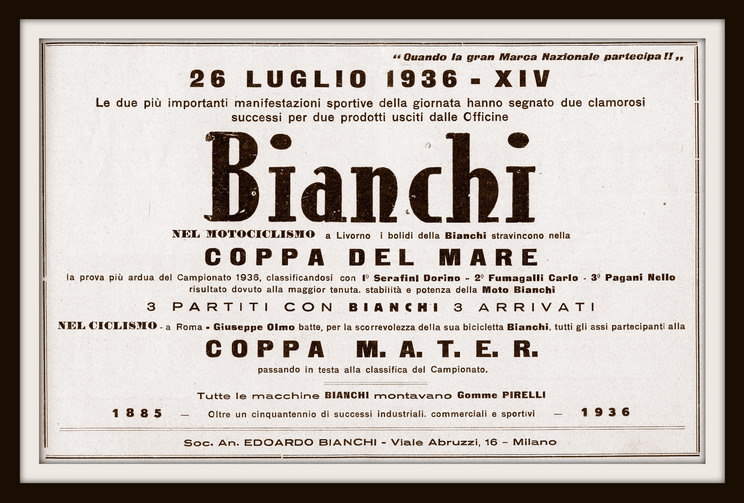 “Quando la gran Marca Nazionale partecipa!!„
26 LUGLIO 1936 - XIV
Le due più importanti manifestazioni sportive della giornata hanno segnato due clamorosi
successi per due prodotti usciti dalle Officine
Bianchi
NEL MOTOCICLISMO a Livorno i bolidi della Bianchi stravincono nella
COPPA DEL MARE
la prova più ardua del Campionato 1936, classificandosi con 1º Serafini Dorino - 2º Fumagalli Carlo - 3º Pagani Nello
risultato dovuto alla maggior tenuta, stabilità e potenza della Moto Bianchi
3 PARTITI CON BIANCHI 3 ARRIVATI
NEL CICLISMO - a Roma - Giuseppe Olmo batte, per la scorrevolezza della sua bicicletta Bianchi, tutti gli assi partecipanti alla
COPPA M. A. T. E. R.
passando in testa alla classifica del Campionato.
Tutte le macchine BIANCHI montavano Gomme PIRELLI
1885 — Oltre un cinquantennio di successi industriali, commerciali e sportivi — 1936
Soc. An. EDOARDO BIANCHI - Viale Abruzzi, 16 - Milano